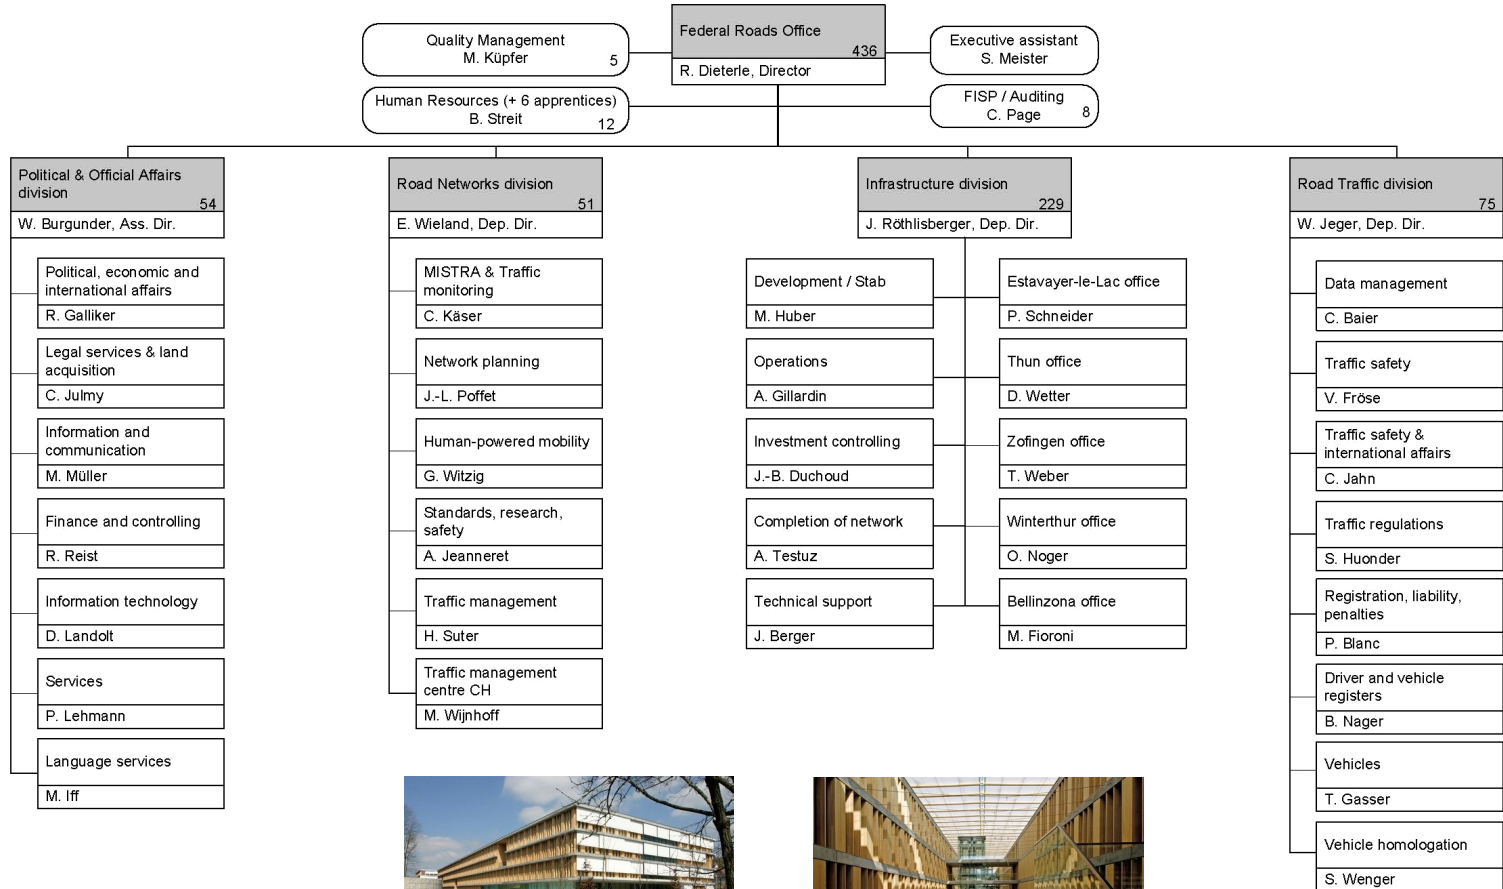 Federal Roads Office
436
R. Dieterle, Director
Quality Management
M. Küpfer
5
Executive assistant
S. Meister
Human Resources (+ 6 apprentices)
B. Streit
12
FISP / Auditing
C. Page
8
Political & Official Affairs
division
54
W. Burgunder, Ass. Dir.
Political, economic and
international affairs
R. Galliker
Legal services & land
acquisition
C. Julmy
Information and
communication
M. Müller
Finance and controlling
R. Reist
Information technology
D. Landolt
Services
P. Lehmann
Language services
M. Iff
Road Networks division
51
E. Wieland, Dep. Dir.
MISTRA & Traffic
monitoring
C. Käser
Network planning
J.-L. Poffet
Human-powered mobility
G. Witzig
Standards, research,
safety
A. Jeanneret
Traffic management
H. Suter
Traffic management
centre CH
M. Wijnhoff
Infrastructure division
229
J. Röthlisberger, Dep. Dir.
Development / Stab
M. Huber
Operations
A. Gillardin
Investment controlling
J.-B. Duchoud
Completion of network
A. Testuz
Technical support
J. Berger
Estavayer-le-Lac office
P. Schneider
Thun office
D. Wetter
Zofingen office
T. Weber
Winterthur office
O. Noger
Bellinzona office
M. Fioroni
Road Traffic division
75
W. Jeger, Dep. Dir.
Data management
C. Baier
Traffic safety
V. Fröse
Traffic safety &
international affairs
C. Jahn
Traffic regulations
S. Huonder
Registration, liability,
penalties
P. Blanc
Driver and vehicle
registers
B. Nager
Vehicles
T. Gasser
Vehicle homologation
S. Wenger